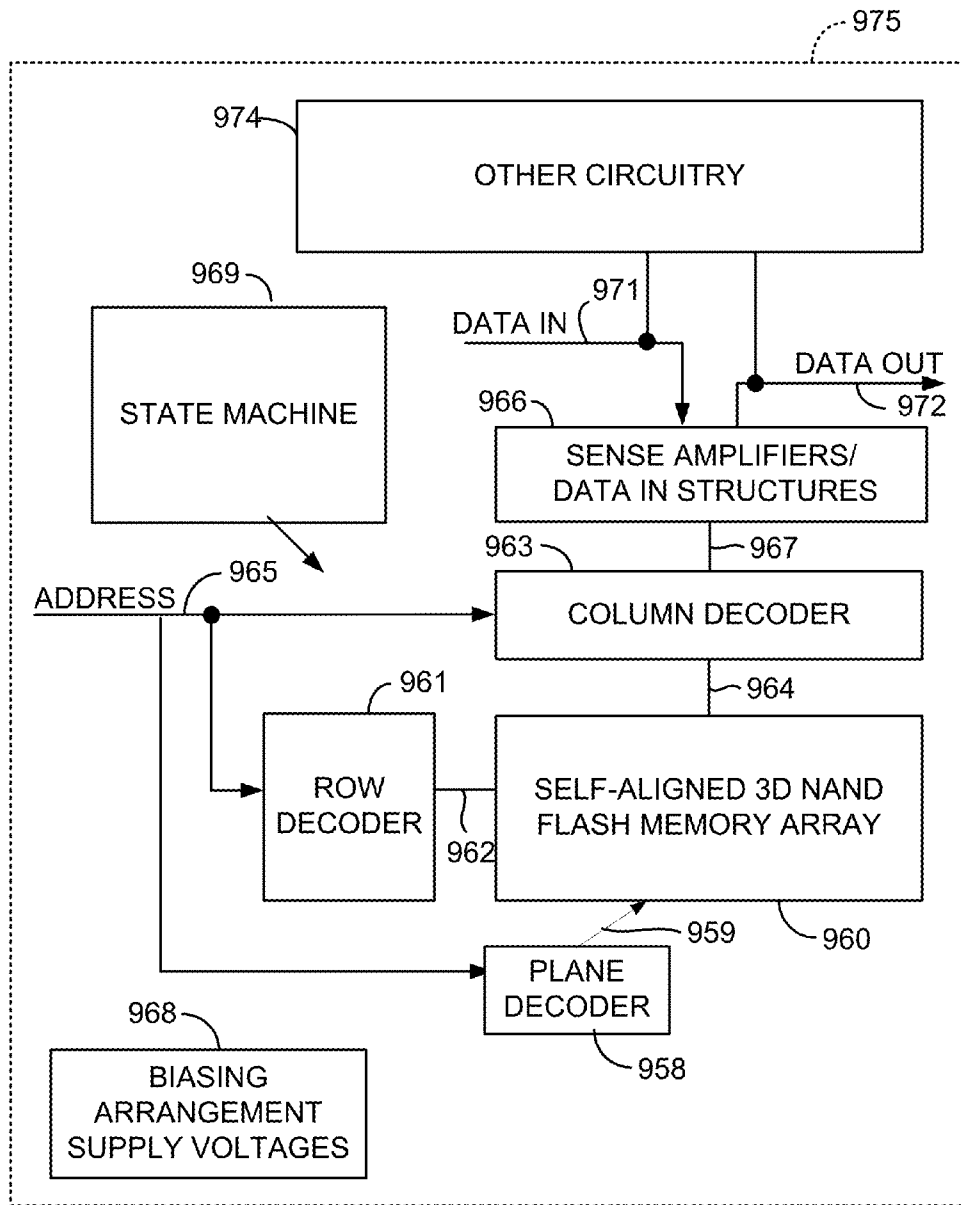 975
974
OTHER CIRCUITRY
969
971
DATA IN
DATA OUT
972
STATE MACHINE
966
SENSE AMPLIFIERS/
DATA IN STRUCTURES
967
963
965
ADDRESS
COLUMN DECODER
964
961
ROW
DECODER
962
SELF-ALIGNED 3D NAND
FLASH MEMORY ARRAY
959
960
PLANE
DECODER
958
968
BIASING
ARRANGEMENT
SUPPLY VOLTAGES